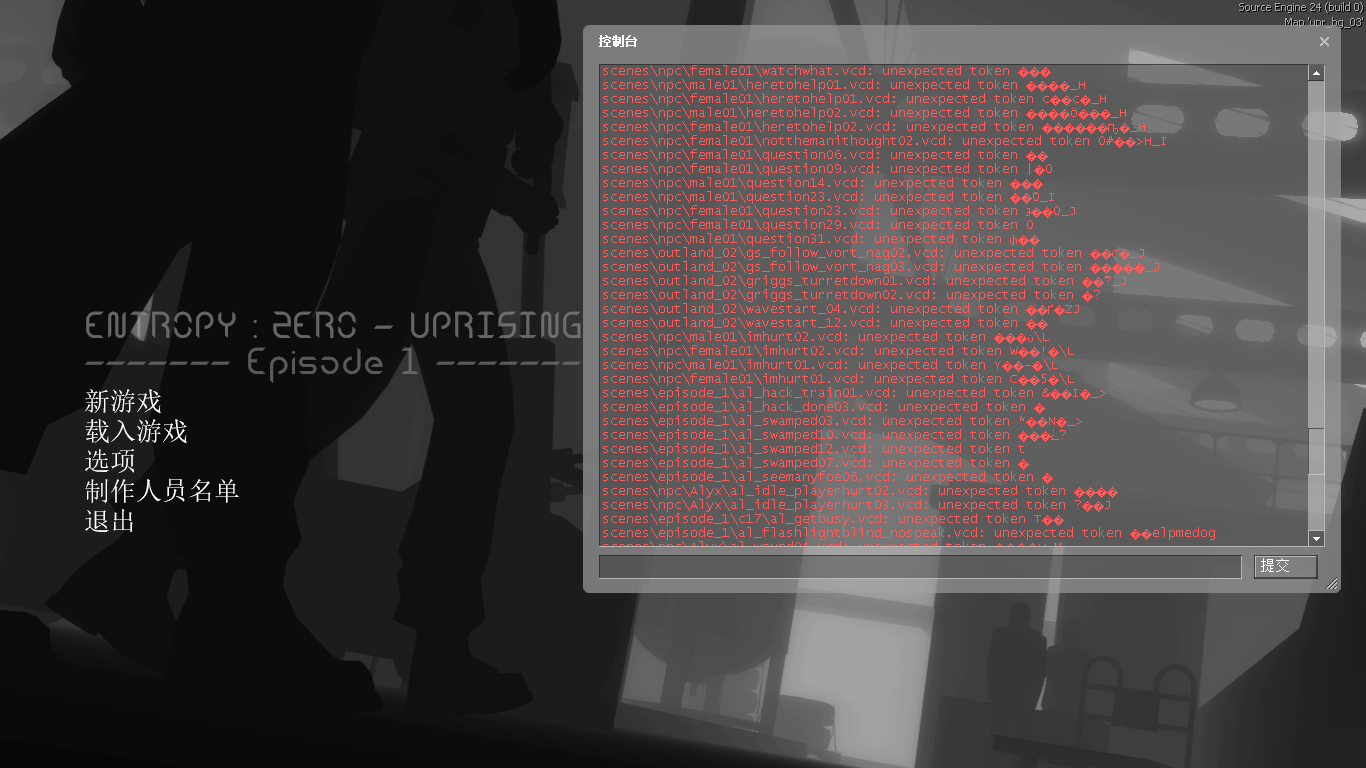 Source Engine 24 (build 0)
Map 'upr_bg_03'
控制台
scenes\npc\female01\watchwhat.vcd: unexpected token ���
scenes\npc\male01\heretohelp01.vcd: unexpected token ����_H
scenes\npc\female01\heretohelp01.vcd: unexpected token
scenes\npc\male01\heretohelp02.vcd: unexpected token
scenes\npc\female01\heretohelp02.vcd: unexpected token
scenes\npc\female01\notthemanithought02.vcd: unexpected token
scenes\npc\female01\question06.vcd: unexpected token ��
scenes\npc\female01\question09.vcd: unexpected token
scenes\npc\male01\question14.vcd: unexpected token ���
scenes\npc\male01\question23.vcd: unexpected token
scenes\npc\female01\question23.vcd: unexpected token
scenes\npc\female01\question29.vcd: unexpected token
scenes\npc\male01\question31.vcd: unexpected token
scenes\outland_02\gs_follow_vort_nag02.vcd: unexpected token
scenes\outland_02\gs_follow_vort_nag03.vcd: unexpected token �����_J
scenes\outland_02\griggs_turretdown01.vcd: unexpected token ��?_J
scenes\outland_02\griggs_turretdown02.vcd: unexpected token �?
scenes\outland_02\wavestart_04.vcd: unexpected token
scenes\outland_02\wavestart_12.vcd: unexpected token ��
scenes\npc\male01\imhurt02.vcd: unexpected token
scenes\npc\female01\imhurt02.vcd: unexpected token
scenes\npc\male01\imhurt01.vcd: unexpected token
scenes\npc\female01\imhurt01.vcd: unexpected token
scenes\episode_1\al_hack_train01.vcd: unexpected token &��I�_>
scenes\episode_1\al_hack_done03.vcd: unexpected token �
scenes\episode_1\al_swamped03.vcd: unexpected token
scenes\episode_1\al_swamped10.vcd: unexpected token
scenes\episode_1\al_swamped12.vcd: unexpected token t
scenes\episode_1\al_swamped07.vcd: unexpected token �
scenes\episode_1\al_seemanyfoe06.vcd: unexpected token �
scenes\npc\Alyx\al_idle_playerhurt02.vcd: unexpected token ����
scenes\npc\Alyx\al_idle_playerhurt03.vcd: unexpected token ?��J
scenes\episode_1\c17\al_getbusy.vcd: unexpected token T��
scenes\episode_1\al_flashlightblind_nospeak.vcd: unexpected token ��elpmedog
提交
ENTROPY : ZERO - UPRISING
------- Episode 1 -------
新游戏
载入游戏
选项
制作人员名单
退出